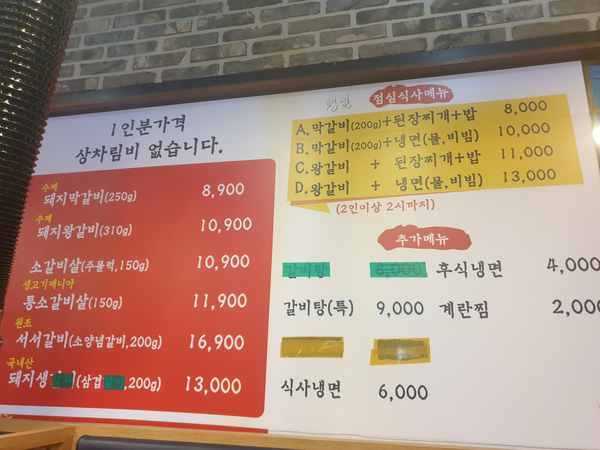 1인분가격
상차림비 없습니다.
수제
돼지막갈비(250g) 8,900
수제
돼지왕갈비(310g) 10,900
소갈비살(주물럭,150g) 10,900
생고기매니아
통소갈비살(150g) 11,900
원조
서서갈비(소양념갈비,200g) 16,900
국내산
돼지생 (삼겹 ,200g) 13,000
평일 점심식사메뉴
A.막갈비(200g)+된장찌개+밥 8,000
B.막갈비(200g)+냉면(물,비빔) 10,000
C.왕갈비 + 된장찌개+밥 11,000
D.왕갈비 + 냉면(물,비빔) 13,000
(2인이상 2시까지)
추가메뉴
갈비탕 8,000 후식냉면 4,000
갈비탕(특) 9,000 계란찜 2,000
식사냉면 6,000